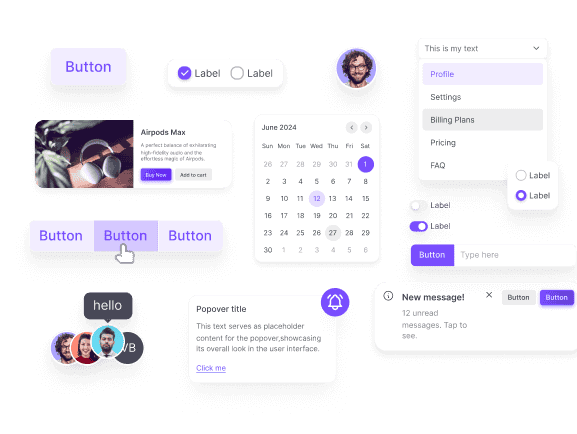 Button
Label
Label
This is my text
Profile
Settings
Billing Plans
Pricing
FAQ
Airpods Max
A perfect balance of exhilarating
high-fidelity audio and the
effortless magic of Airpods.
Buy Now
Add to cart
June 2024
Sun Mon Tue Wed Thu Fri Sat
26 27 28 29 30 31 1
2 3 4 5 6 7 8
9 10 11 12 13 14 15
16 17 18 19 20 21 22
23 24 25 26 27 28 29
30 1 2 3 4 5 6
Label
Label
Label
Label
Button Button Button
Button Type here
hello
VB
Popover title
This text serves as placeholder
content for the popover,showcasing
its overall look in the user interface.
Click me
New message!
12 unread
messages. Tap to
see.
Button
Button